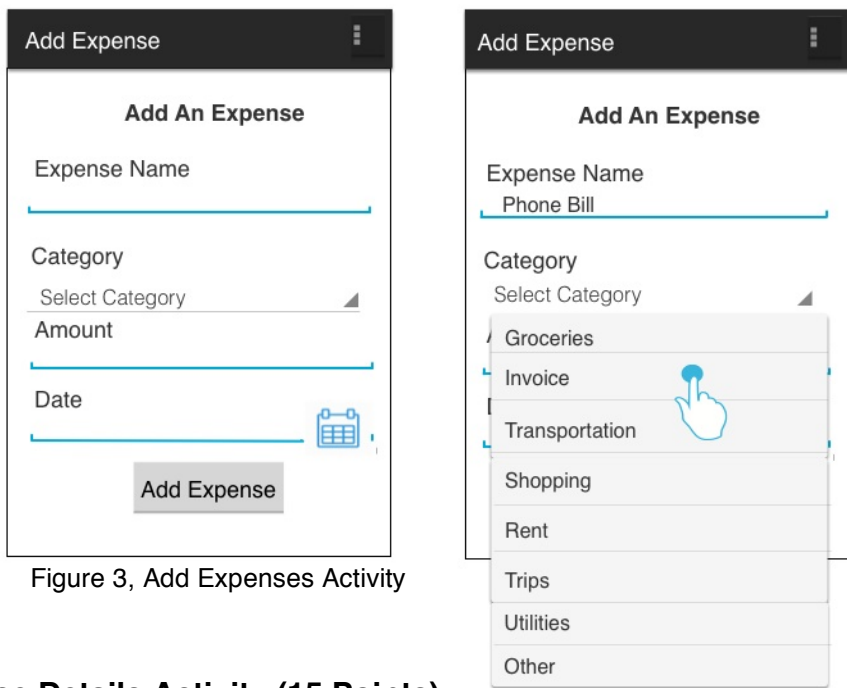 Add Expense
Add An Expense
Expense Name
Category
Select Category
Amount
Date
Add Expense
Figure 3, Add Expenses Activity
Add Expense
Add An Expense
Expense Name
Phone Bill
Category
Select Category
Groceries
Invoice
Transportation
Shopping
Rent
Trips
Utilities
Other
Details Activity (15 Points)